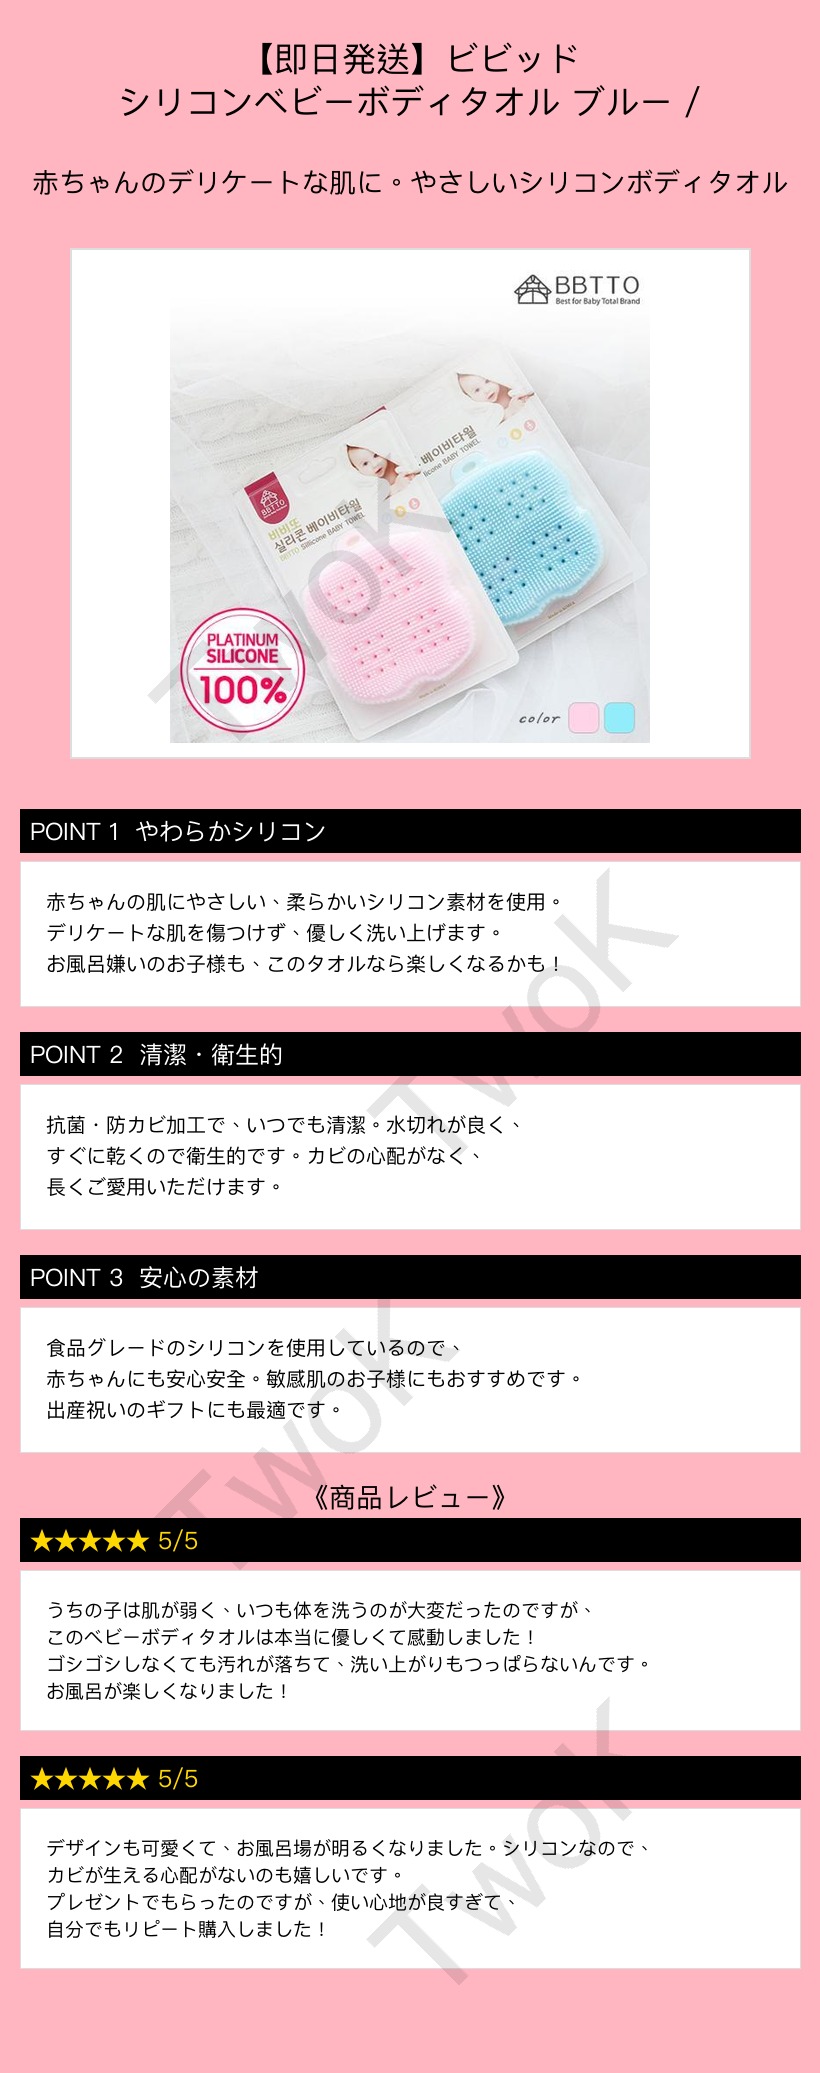 【即日発送】ビビッド
シリコンベビーボディタオル ブルー /
赤ちゃんのデリケートな肌に。やさしいシリコンボディタオル
BBTTO
Best for Baby Total Brand
베이비타월
licone BABY TOWEL
BBTTO
비비또
실리콘 베이비타월
BBTTO Sillicone BABY TOWEL
PLATINUM
SILICONE
100%
color
TwoK
POINT 1 やわらかシリコン
赤ちゃんの肌にやさしい、柔らかいシリコン素材を使用。
デリケートな肌を傷つけず、優しく洗い上げます。
お風呂嫌いのお子様も、このタオルなら楽しくなるかも！
TwoK
POINT 2 清潔・衛生的
抗菌・防カビ加工で、いつでも清潔。水切れが良く、
すぐに乾くので衛生的です。カビの心配がなく、
長くご愛用いただけます。
POINT 3 安心の素材
食品グレードのシリコンを使用しているので、
赤ちゃんにも安心安全。敏感肌のお子様にもおすすめです。
出産祝いのギフトにも最適です。
TwoK
《商品レビュー》
★★★★★ 5/5
うちの子は肌が弱く、いつも体を洗うのが大変だったのですが、
このベビーボディタオルは本当に優しくて感動しました！
ゴシゴシしなくても汚れが落ちて、洗い上がりもつっぱらないんです。
お風呂が楽しくなりました！
★★★★★ 5/5
デザインも可愛くて、お風呂場が明るくなりました。シリコンなので、
カビが生える心配がないのも嬉しいです。
プレゼントでもらったのですが、使い心地が良すぎて、
自分でもリピート購入しました！
TwoK